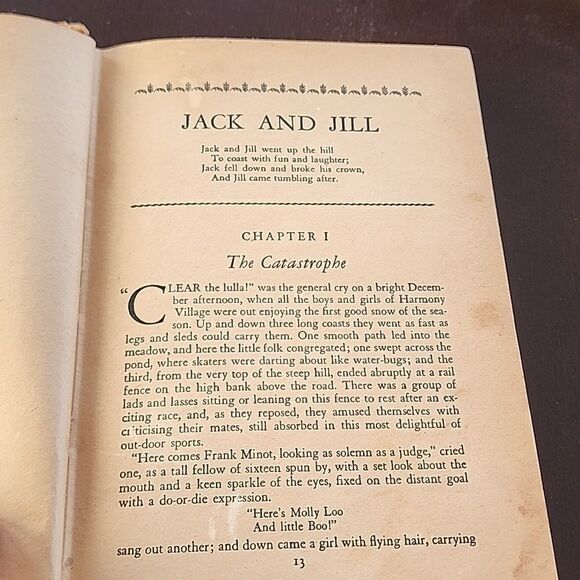 JACK AND JILL
Jack and Jill went up the hill
To coast with fun and laughter;
Jack fell down and broke his crown,
And Jill came tumbling after.
CHAPTER I
The Catastrophe
"CLEAR the lulla!" was the general cry on a bright Decem-
ber afternoon, when all the boys and girls of Harmony
Village were out enjoying the first good snow of the sea-
son. Up and down three long coasts they went as fast as
legs and sleds could carry them. One smooth path led into the
meadow, and here the little folk congregated; one swept across the
pond, where skaters were darting about like water-bugs; and the
third, from the very top of the steep hill, ended abruptly at a rail
fence on the high bank above the road. There was a group of
lads and lasses sitting or leaning on this fence to rest after an ex-
citing race, and, as they reposed, they amused themselves with
criticising their mates, still absorbed in this most delightful of
out-door sports.
"Here comes Frank Minot, looking as solemn as a judge," cried
one, as a tall fellow of sixteen spun by, with a set look about the
mouth and a keen sparkle of the eyes, fixed on the distant goal
with a do-or-die expression.
"Here's Molly Loo
And little Boo!"
sang out another; and down came a girl with flying hair, carrying
13